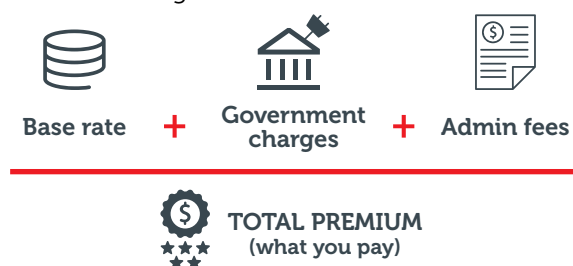 Base rate + Government charges + Admin fees
TOTAL PREMIUM
(what you pay)